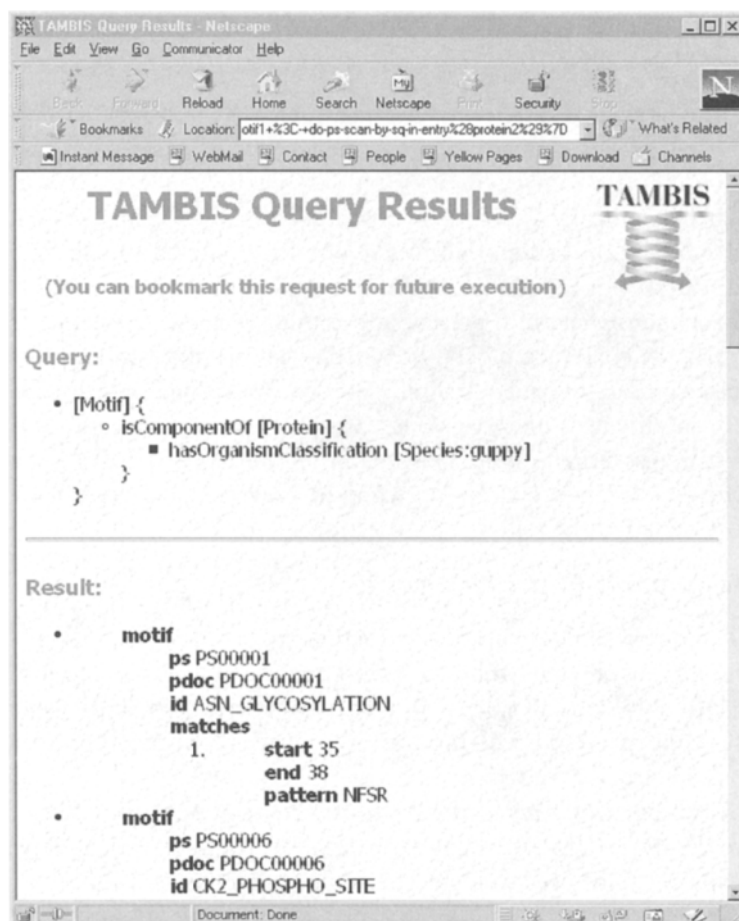 TAMBIS Query Results - Netscape
File Edit View Go Communicator Help
My
N
Back Forward Reload Home Search Netscape Print Security Stop
Bookmarks Location: otif1+%3C-+do-ps-scan-by-sq-in-entry%28protein2%29%7D What's Related
Instant Message WebMail Contact People Yellow Pages Download Channels
TAMBIS
TAMBIS Query Results
(You can bookmark this request for future execution)
Query:
• [Motif] {
◦ isComponentOf [Protein] {
▪ hasOrganismClassification [Species:guppy]
}
}
Result:
• motif
ps PS00001
pdoc PDOC00001
id ASN_GLYCOSYLATION
matches
1. start 35
end 38
pattern NFSR
• motif
ps PS00006
pdoc PDOC00006
id CK2_PHOSPHO_SITE
Document: Done